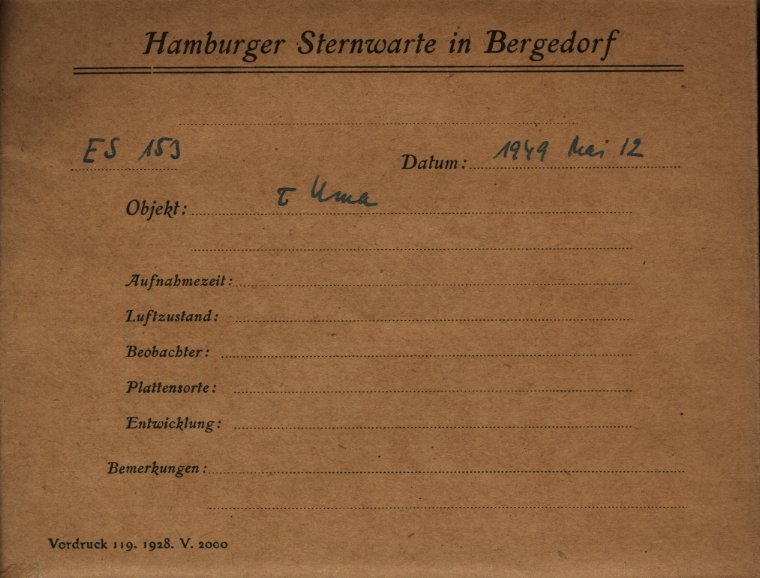 Hamburger Sternwarte in Bergedorf
ES 153
Datum: 1949 Mai 12
Objekt: τ Uma
Aufnahmezeit:
Luftzustand:
Beobachter:
Plattensorte:
Entwicklung:
Bemerkungen:
Vordruck 119. 1928. V. 2000